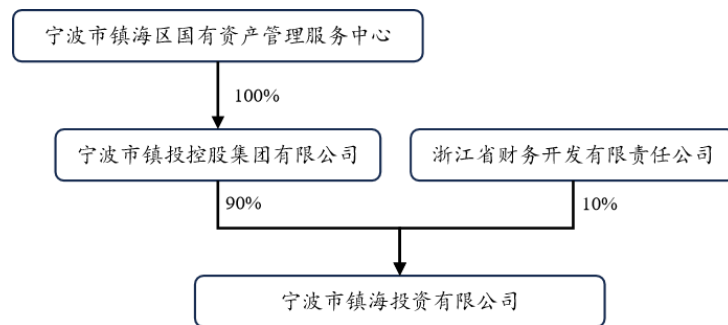 宁波市镇海区国有资产管理服务中心
100%
宁波市镇投控股集团有限公司
浙江省财务开发有限责任公司
90%
10%
宁波市镇海投资有限公司